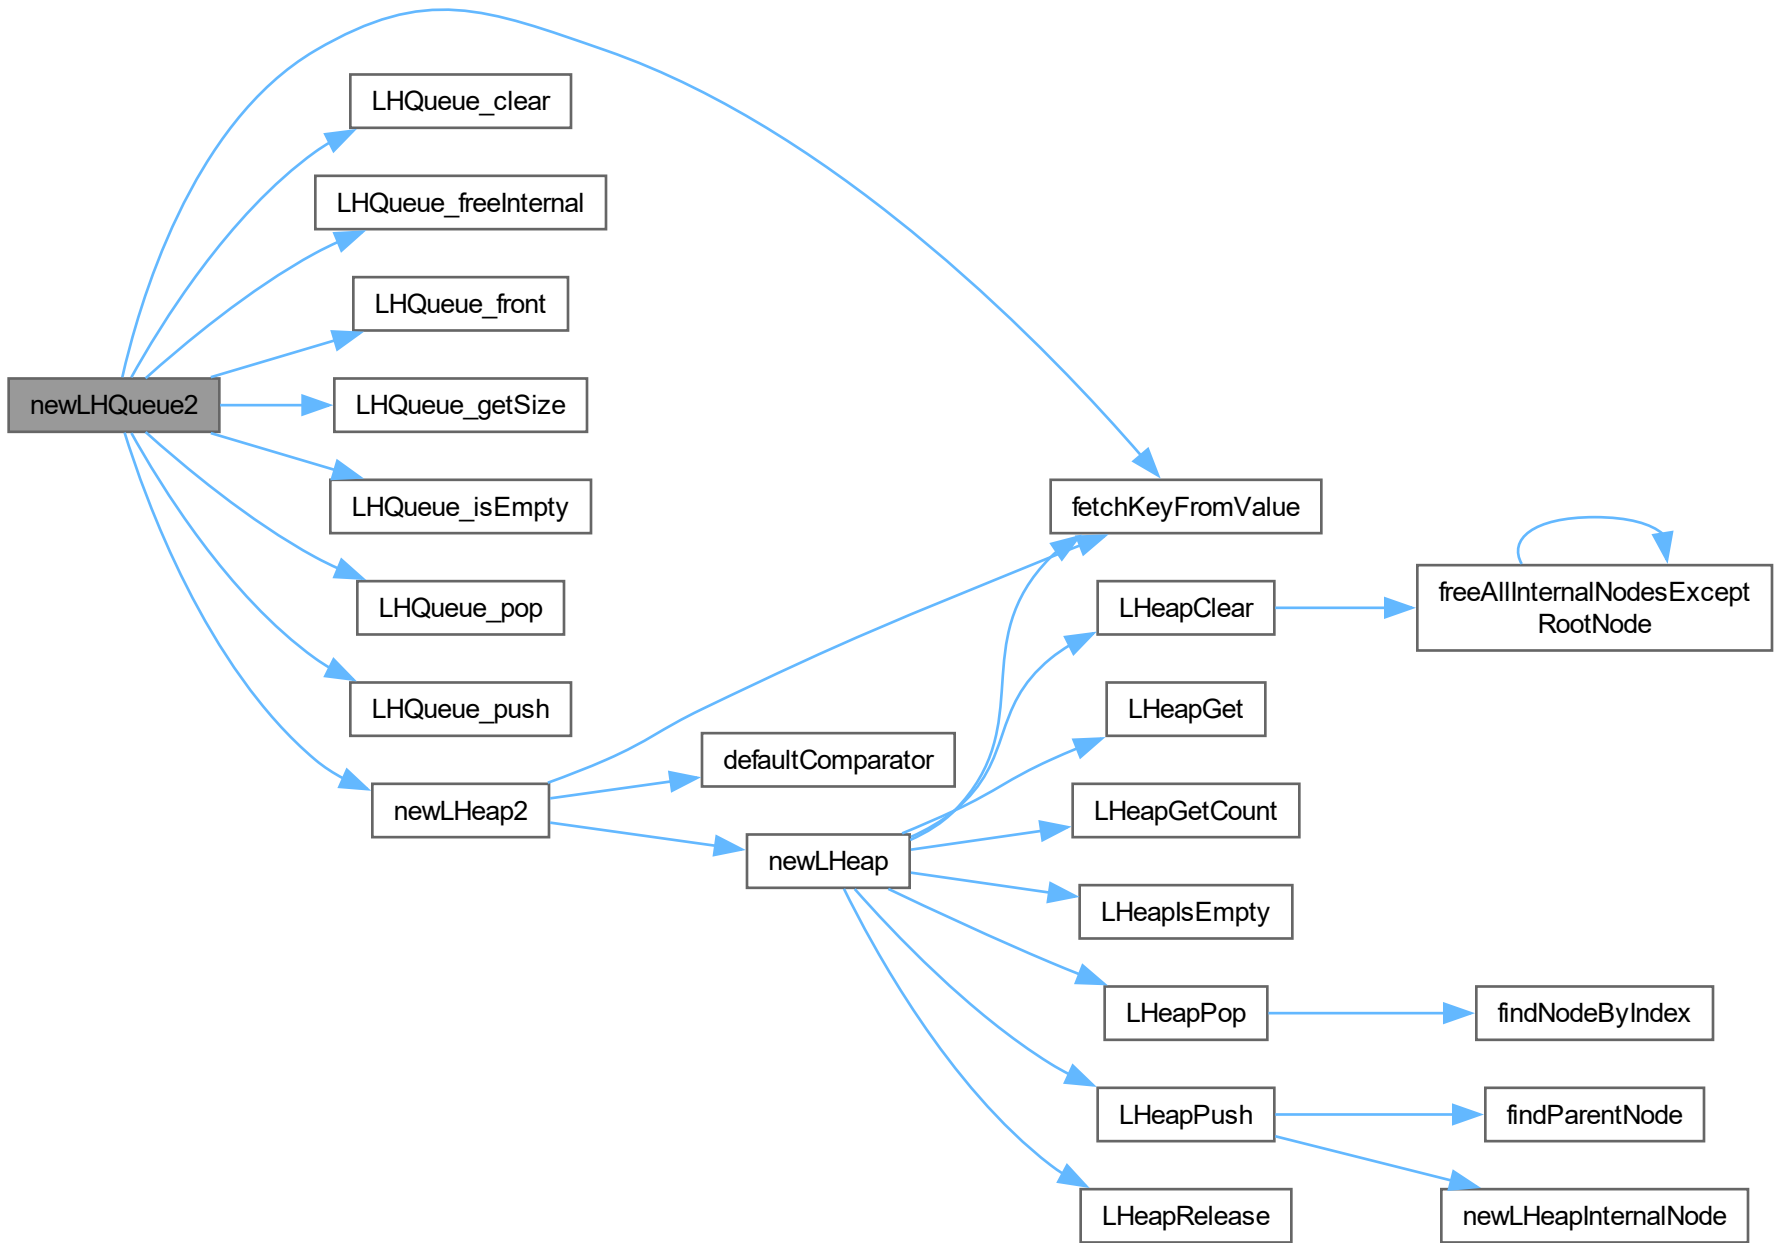 LHQueue_clear
LHQueue_freeInternal
LHQueue_front
newLHQueue2
LHQueue_getSize
LHQueue_isEmpty
fetchKeyFromValue
LHQueue_pop
LHeapClear
freeAllInternalNodesExcept
RootNode
LHQueue_push
LHeapGet
defaultComparator
newLHeap2
LHeapGetCount
newLHeap
LHeapIsEmpty
LHeapPop
findNodeByIndex
LHeapPush
findParentNode
LHeapRelease
newLHeapInternalNode